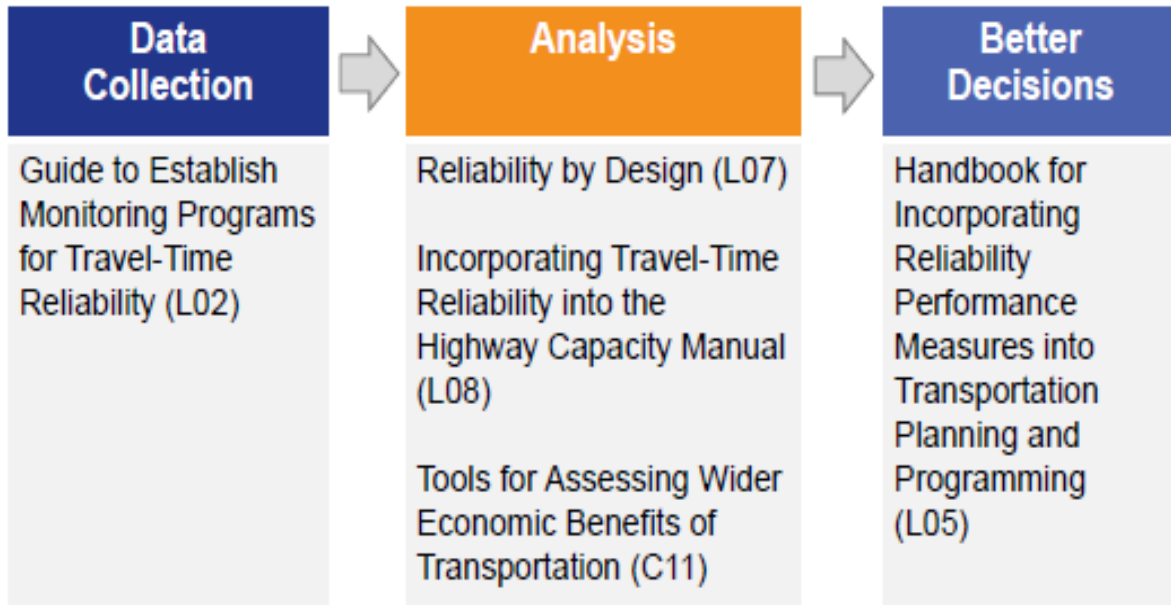 Data
Collection
Guide to Establish
Monitoring Programs
for Travel-Time
Reliability (L02)
Analysis
Reliability by Design (L07)
Incorporating Travel-Time
Reliability into the
Highway Capacity Manual
(L08)
Tools for Assessing Wider
Economic Benefits of
Transportation (C11)
Better
Decisions
Handbook for
Incorporating
Reliability
Performance
Measures into
Transportation
Planning and
Programming
(L05)